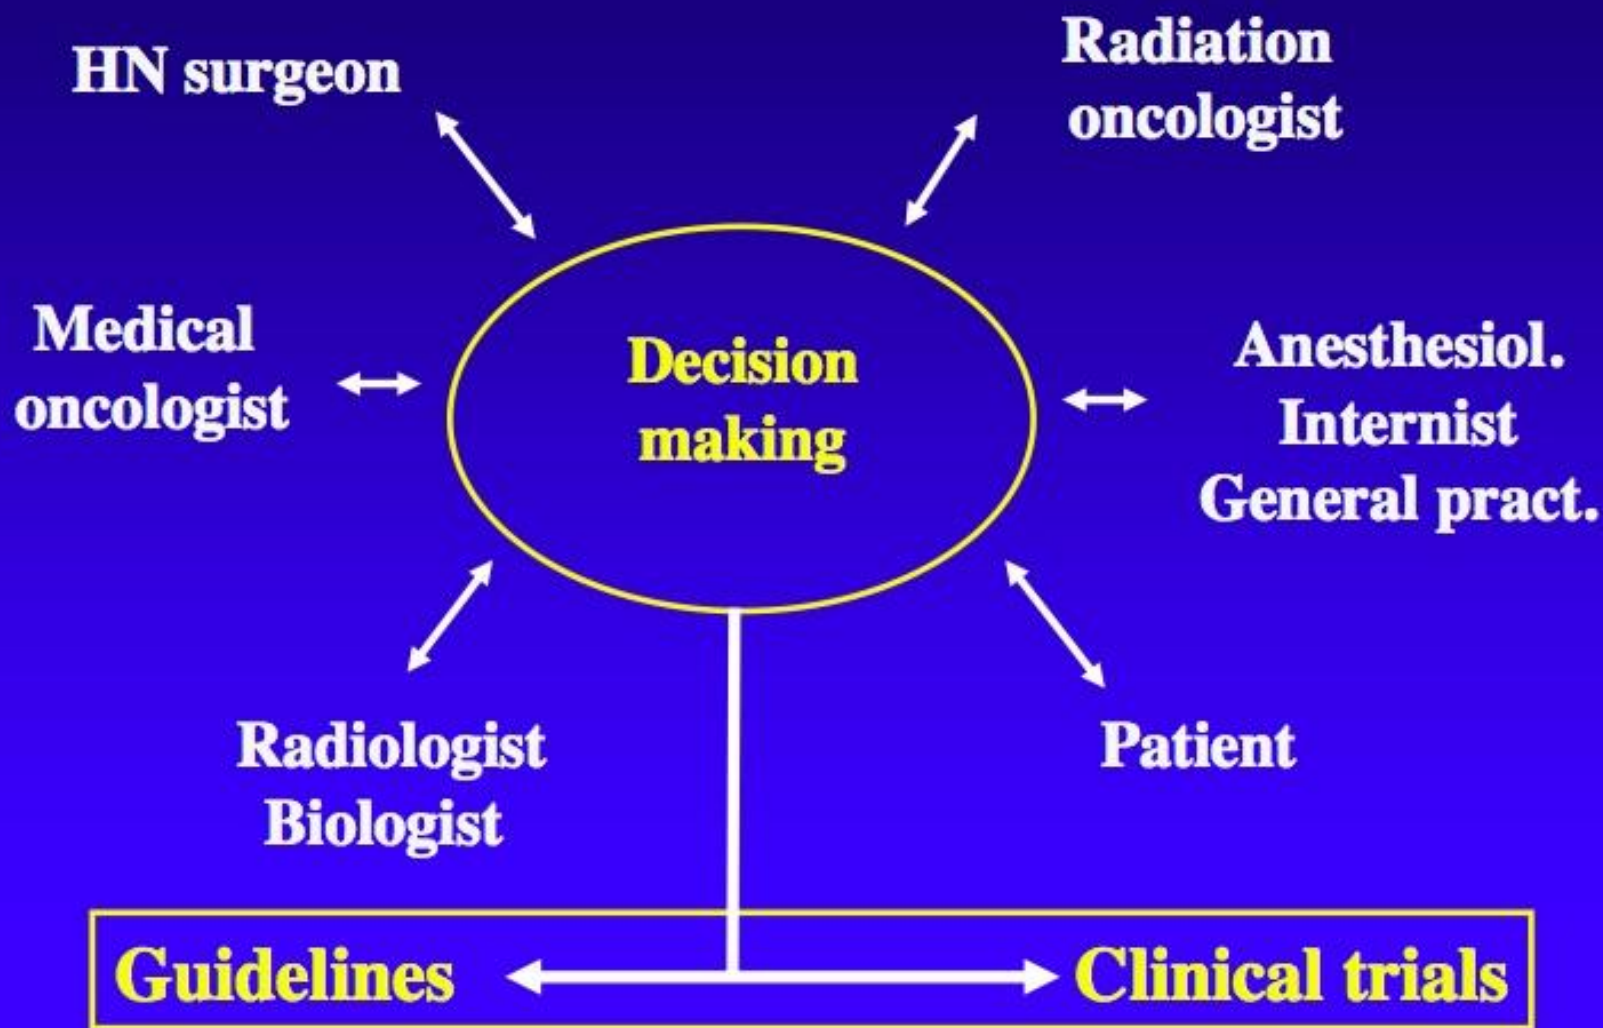 HN surgeon
Radiation
oncologist
Medical
oncologist
Decision
making
Anesthesiol.
Internist
General pract.
Radiologist
Biologist
Patient
Guidelines
Clinical trials